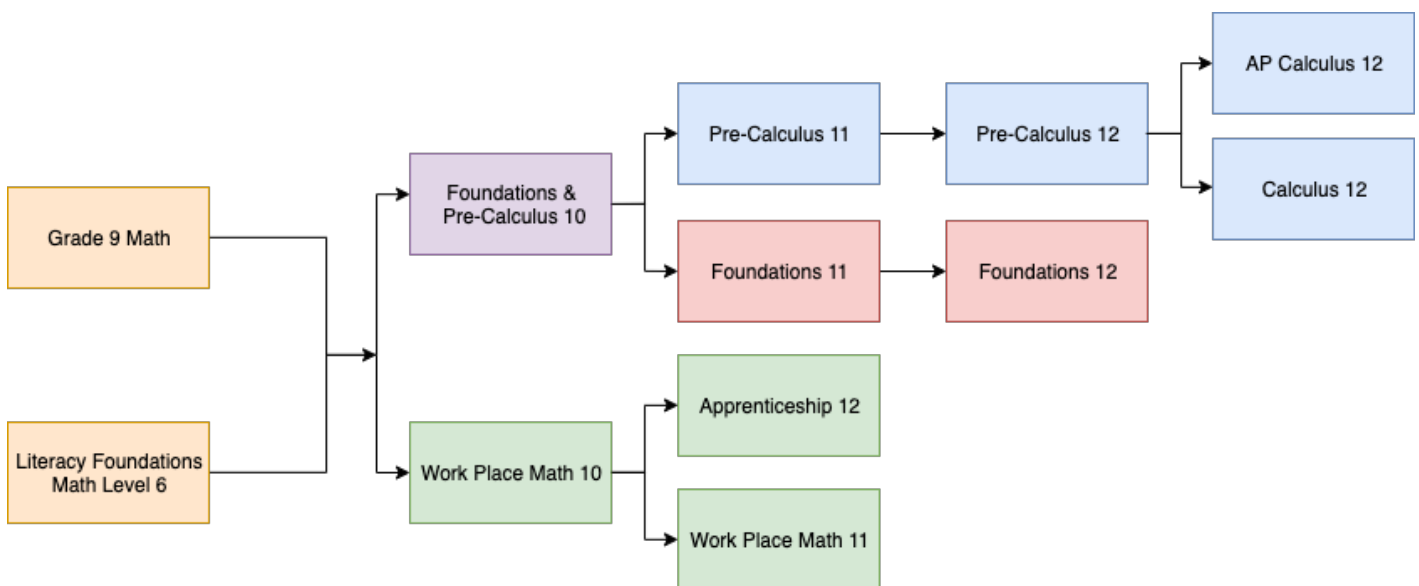 Grade 9 Math
Literacy Foundations
Math Level 6
Foundations &
Pre-Calculus 10
Work Place Math 10
Pre-Calculus 11
Foundations 11
Apprenticeship 12
Work Place Math 11
Pre-Calculus 12
Foundations 12
AP Calculus 12
Calculus 12